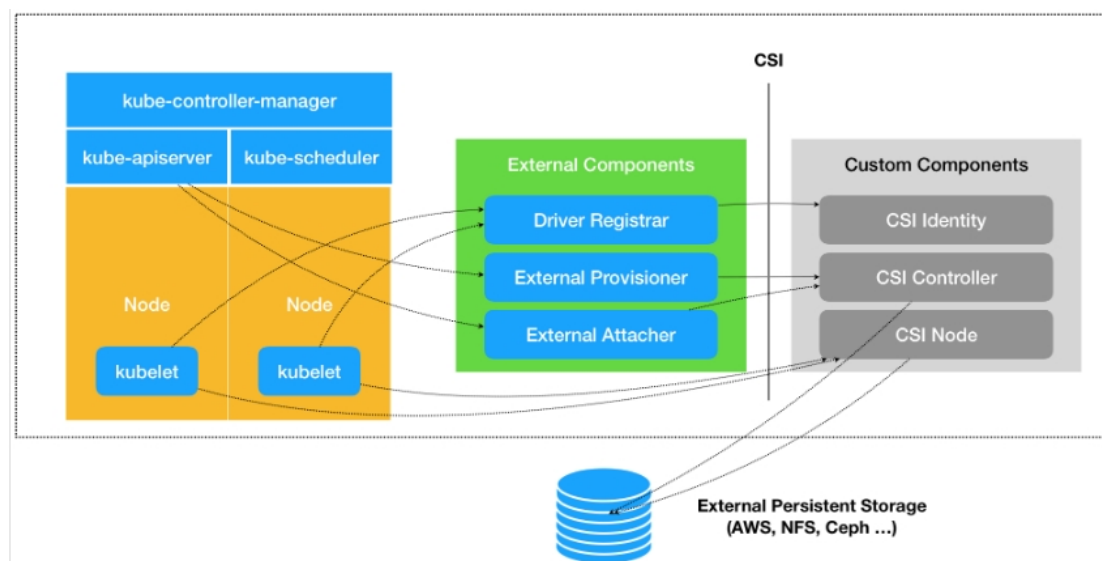 CSI
kube-controller-manager
kube-apiserver
kube-scheduler
External Components
Custom Components
Driver Registrar
CSI Identity
External Provisioner
CSI Controller
Node
Node
External Attacher
CSI Node
kubelet
kubelet
External Persistent Storage
(AWS, NFS, Ceph ...)